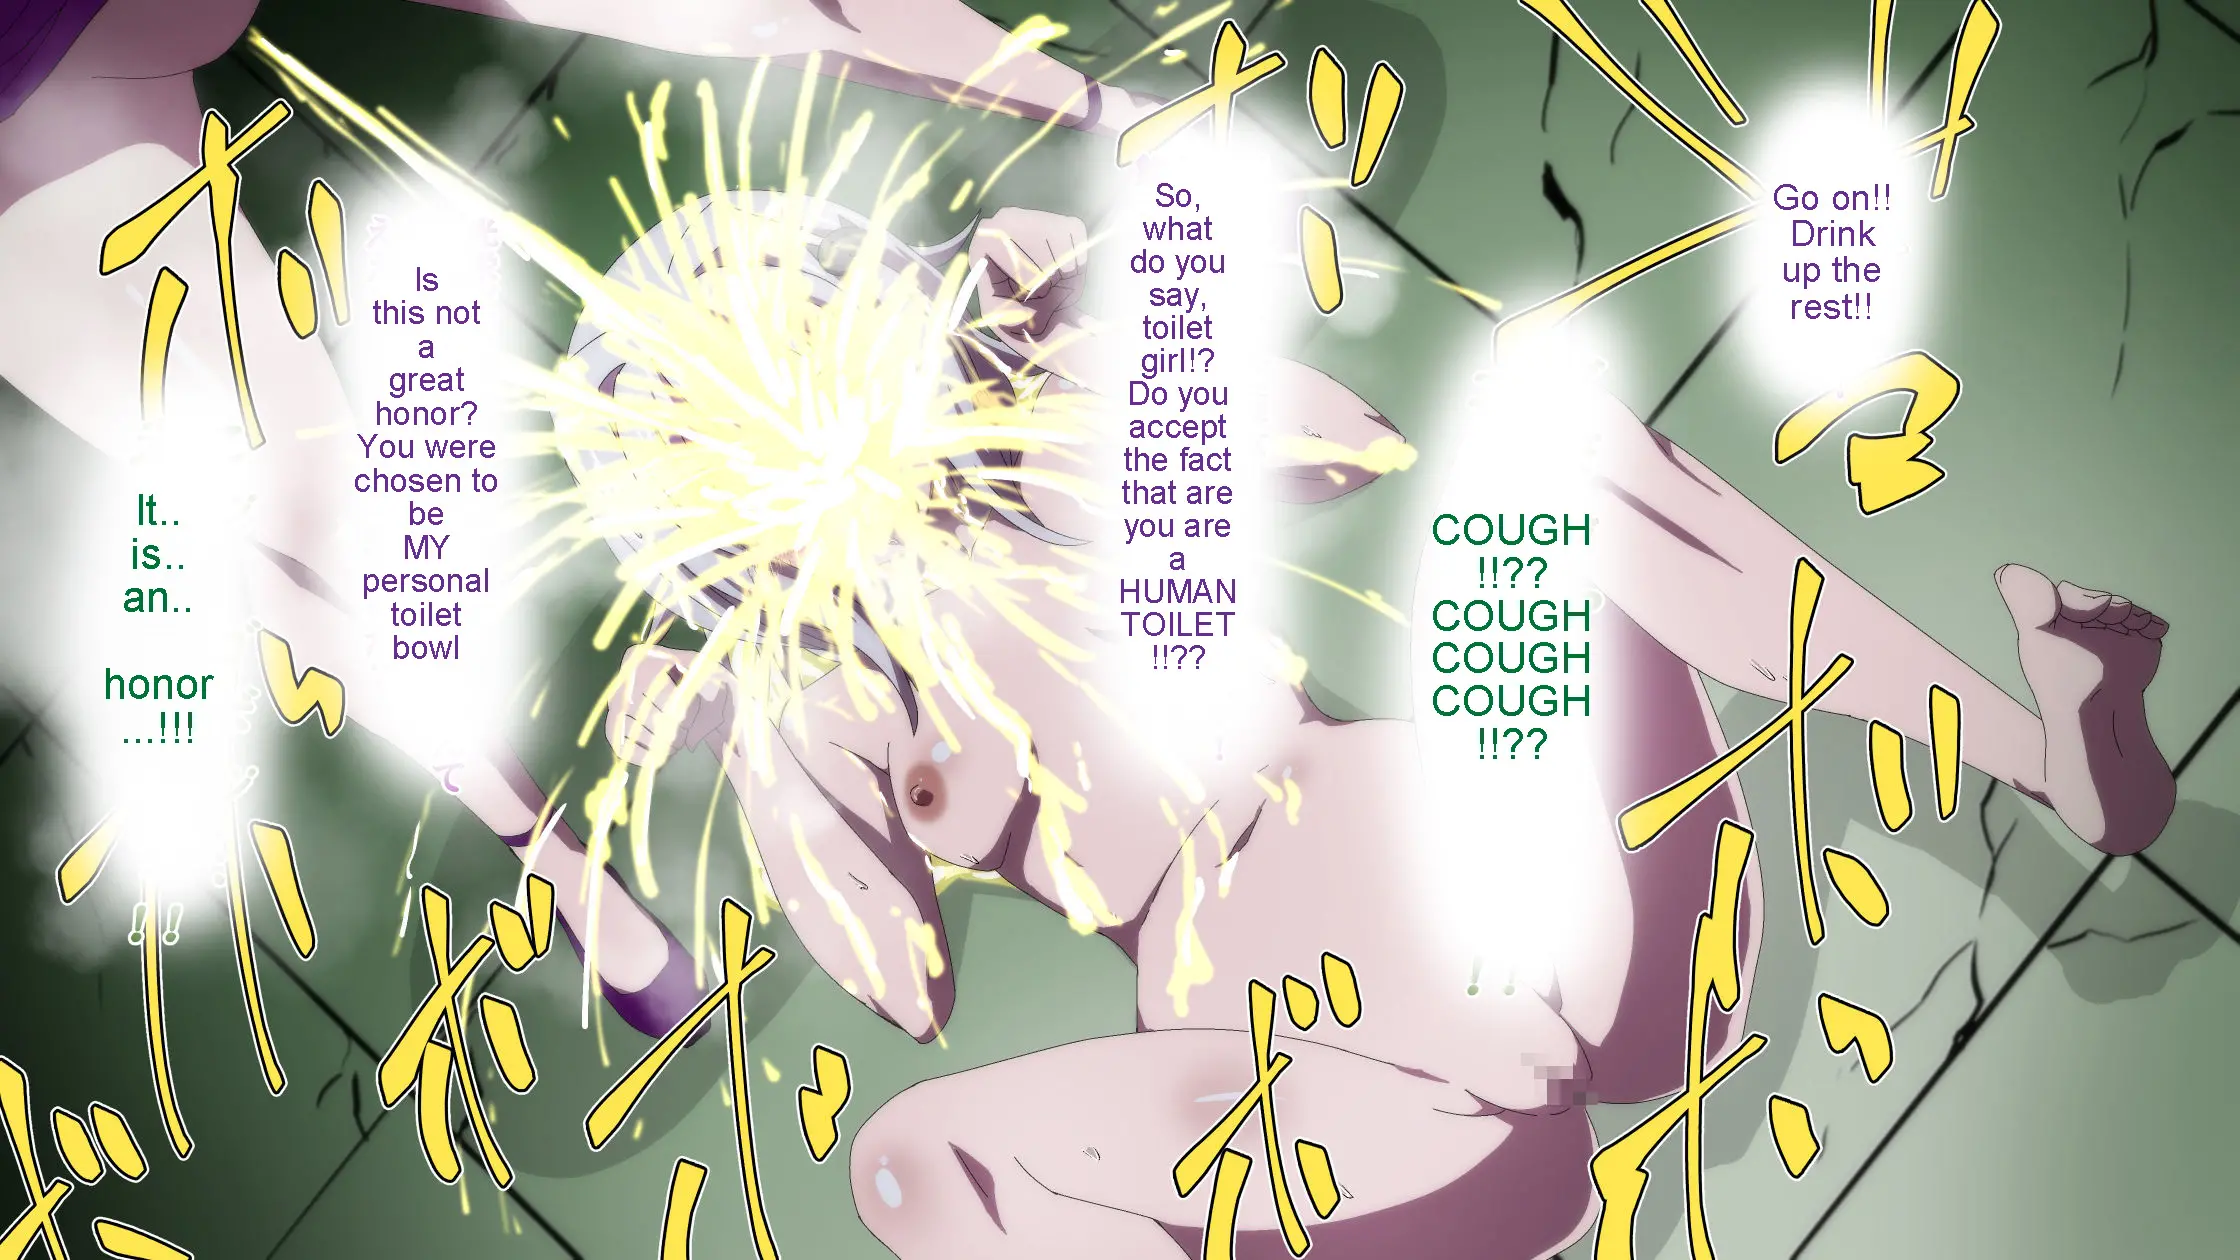 Go on!!
Drink
up the
rest!!
COUGH
!!??
COUGH
COUGH
COUGH
!!??
So,
what
do you
say,
toilet
girl!?
Do you
accept
the fact
that are
you are
a
HUMAN
TOILET
!!??
Is
this not
a
great
honor?
You were
chosen to
be
MY
personal
toilet
bowl
It..
is..
an..
honor
...!!!